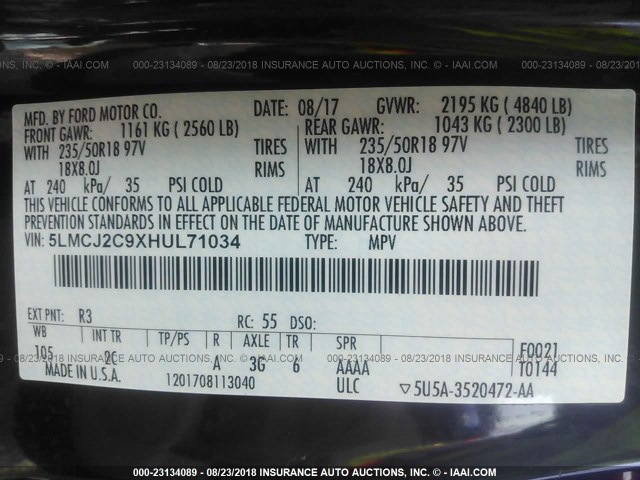 000-23134089 - 08/23/2018 INSURANCE AUTO AUCTIONS, INC. - © IAAI.COM
MFD. BY FORD MOTOR CO. DATE: 08/17 GVWR: 2195 KG ( 4840 LB)
FRONT GAWR: 1161 KG ( 2560 LB) REAR GAWR: 1043 KG ( 2300 LB)
WITH 235/50R18 97V TIRES WITH 235/50R18 97V TIRES
18X8.0J RIMS 18X8.0J RIMS
AT 240 kPa/ 35 PSI COLD AT 240 kPa/ 35 PSI COLD
THIS VEHICLE CONFORMS TO ALL APPLICABLE FEDERAL MOTOR VEHICLE SAFETY AND THEFT
PREVENTION STANDARDS IN EFFECT ON THE DATE OF MANUFACTURE SHOWN ABOVE.
VIN: 5LMCJ2C9XHUL71034 TYPE: MPV
EXT PNT: R3 RC: 55 DSO:
WB INT TR TP/PS R AXLE TR SPR F0021
105 2C A 3G 6 AAAA T0144
MADE IN U.S.A. 1201708113040 ULC ▽5U5A-3520472-AA
000-23134089 - 08/23/2018 INSURANCE AUTO AUCTIONS, INC. - © IAAI.COM